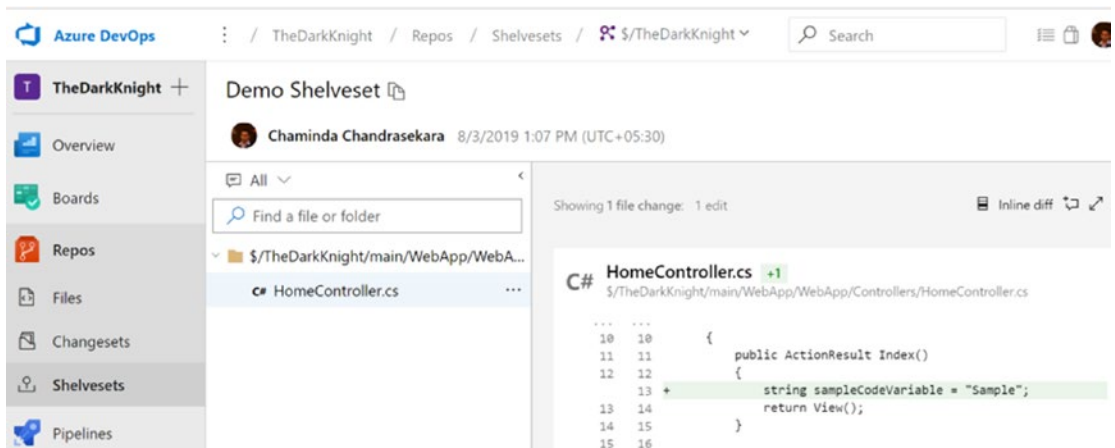 Azure DevOps
/ TheDarkKnight / Repos / Shelvesets / $/TheDarkKnight
Search
T TheDarkKnight
Overview
Boards
Repos
Files
Changesets
Shelvesets
Pipelines
Demo Shelveset
Chaminda Chandrasekara 8/3/2019 1:07 PM (UTC+05:30)
All
Find a file or folder
$/TheDarkKnight/main/WebApp/WebA...
C# HomeController.cs ...
Showing 1 file change: 1 edit
Inline diff
C# HomeController.cs +1
$/TheDarkKnight/main/WebApp/WebApp/Controllers/HomeController.cs
... ...
10 10 {
11 11 public ActionResult Index()
12 12 {
13 + string sampleCodeVariable = "Sample";
13 14 return View();
14 15 }
15 16